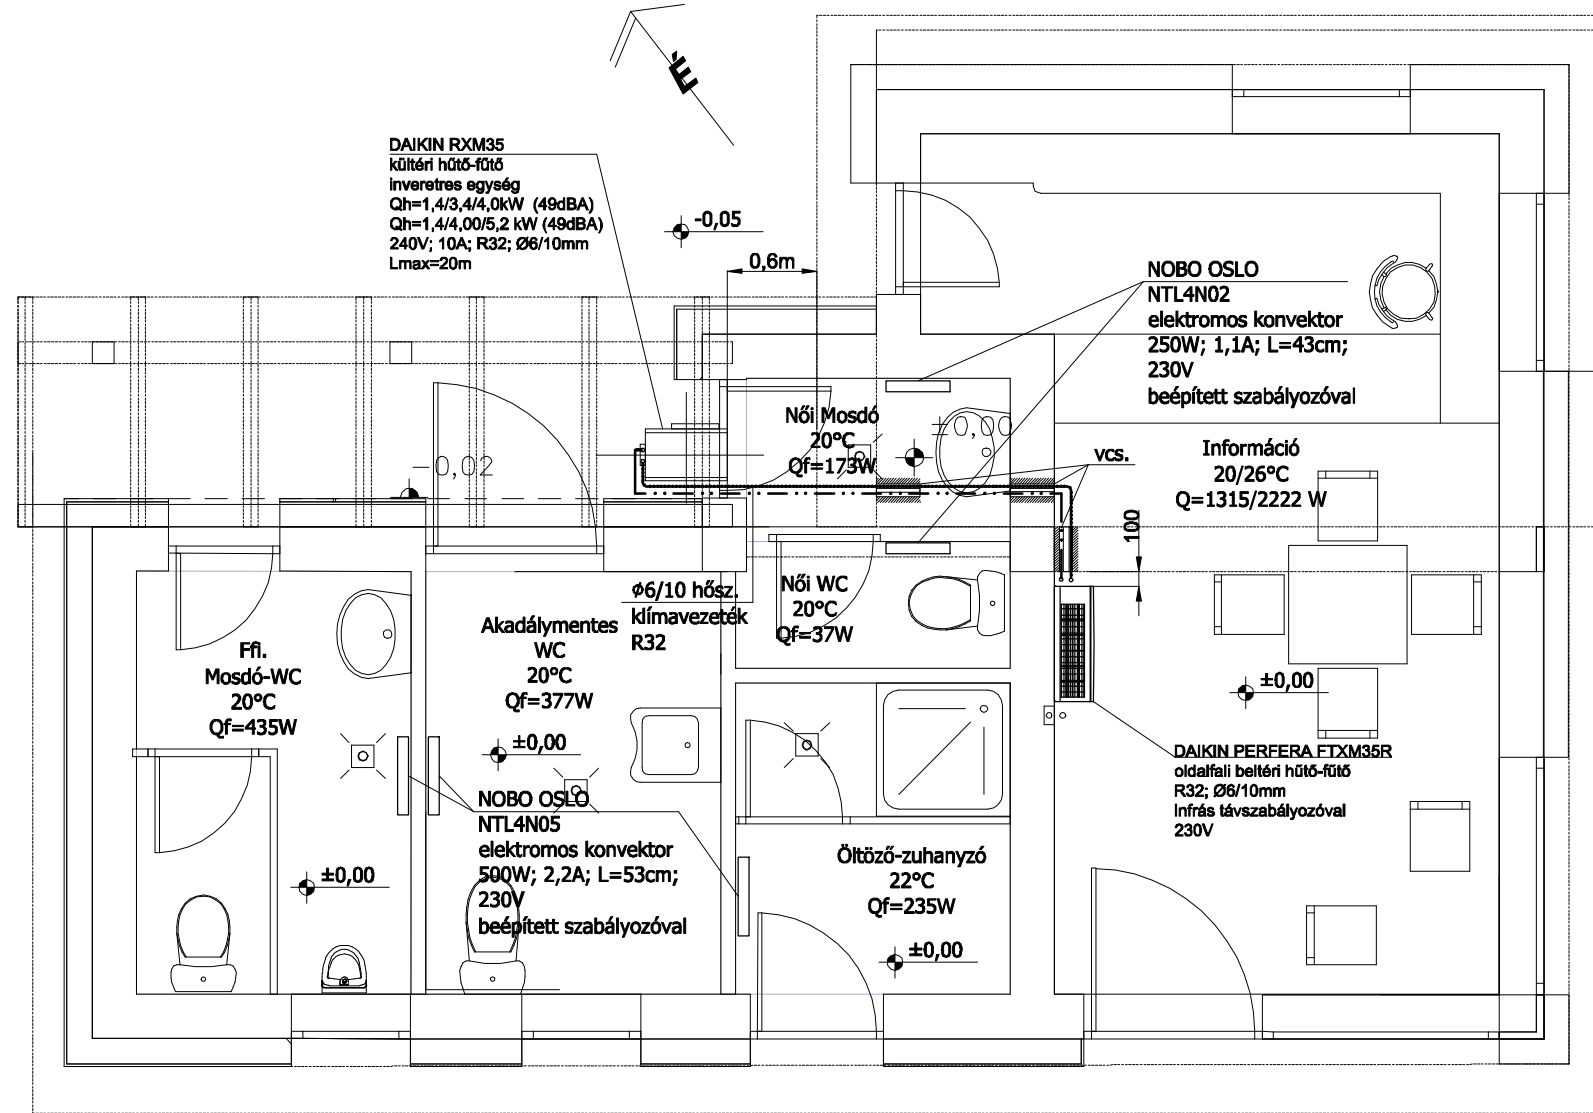 É
DAIKIN RXM35
kültéri hűtő-fűtő
inveretres egység
Qh=1,4/3,4/4,0kW (49dBA)
Qh=1,4/4,00/5,2 kW (49dBA)
240V; 10A; R32; Ø6/10mm
Lmax=20m
-0,05
0,6m
NOBO OSLO
NTL4N02
elektromos konvektor
250W; 1,1A; L=43cm;
230V
beépített szabályozóval
Női Mosdó
20°C
Qf=173W
±0,00
-0,02
vcs.
Információ
20/26°C
Q=1315/2222 W
100
ø6/10 hősz.
klímavezeték
R32
Női WC
20°C
Qf=37W
Akadálymentes
WC
20°C
Qf=377W
Ffi.
Mosdó-WC
20°C
Qf=435W
±0,00
±0,00
DAIKIN PERFERA FTXM35R
oldalfali beltéri hűtő-fűtő
R32; Ø6/10mm
infrás távszabályozóval
230V
NOBO OSLO
NTL4N05
elektromos konvektor
500W; 2,2A; L=53cm;
230V
beépített szabályozóval
Öltöző-zuhanyzó
22°C
Qf=235W
±0,00
±0,00